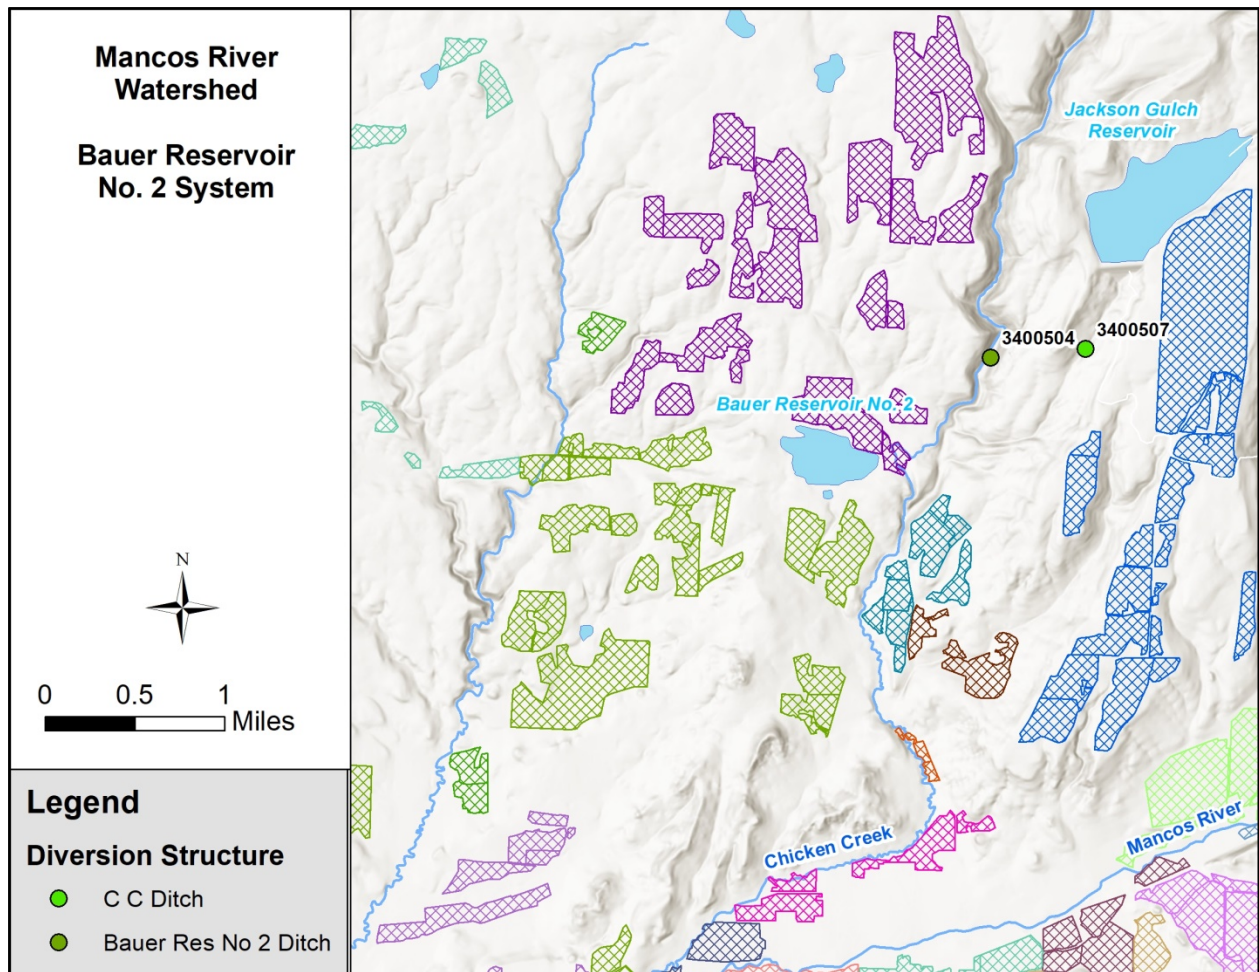 Mancos River
Watershed
Bauer Reservoir
No. 2 System
N
0 0.5 1
Miles
Legend
Diversion Structure
C C Ditch
Bauer Res No 2 Ditch
Jackson Gulch
Reservoir
3400504
3400507
Bauer Reservoir No. 2
Chicken Creek
Mancos River